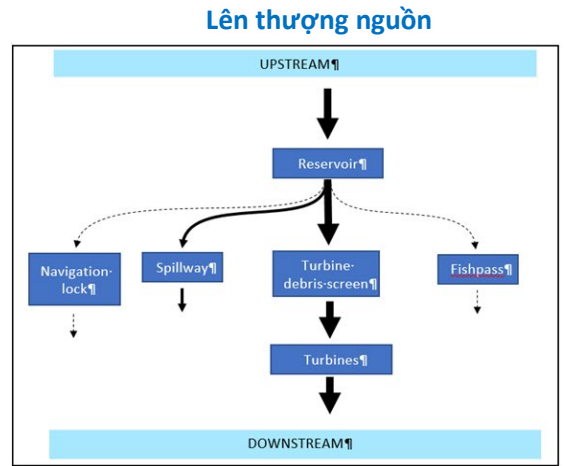 Lên thượng nguồn
UPSTREAM¶
Reservoir¶
Navigation·
lock¶
Spillway¶
Turbine·
debris·screen¶
Fishpass¶
Turbines¶
DOWNSTREAM¶